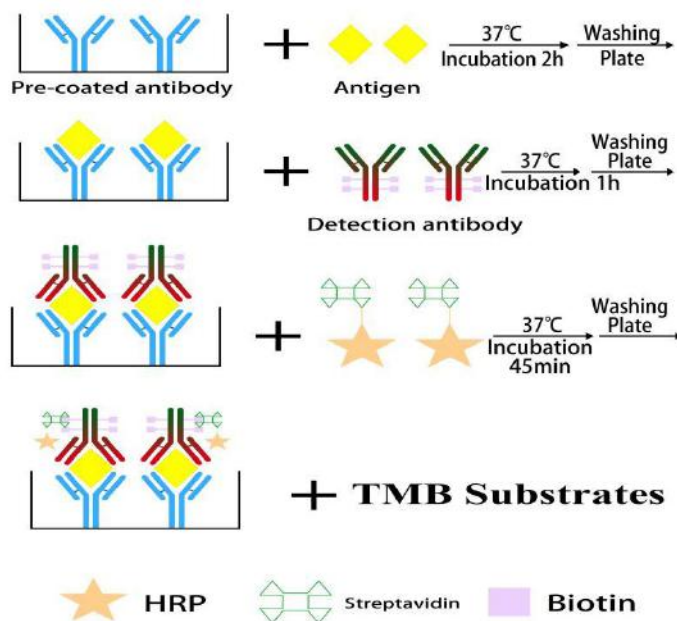 37℃
Incubation 2h
Washing
Plate
Pre-coated antibody
Antigen
37℃
Incubation 1h
Washing
Plate
Detection antibody
37℃
Incubation
45min
Washing
Plate
TMB Substrates
HRP
Streptavidin
Biotin